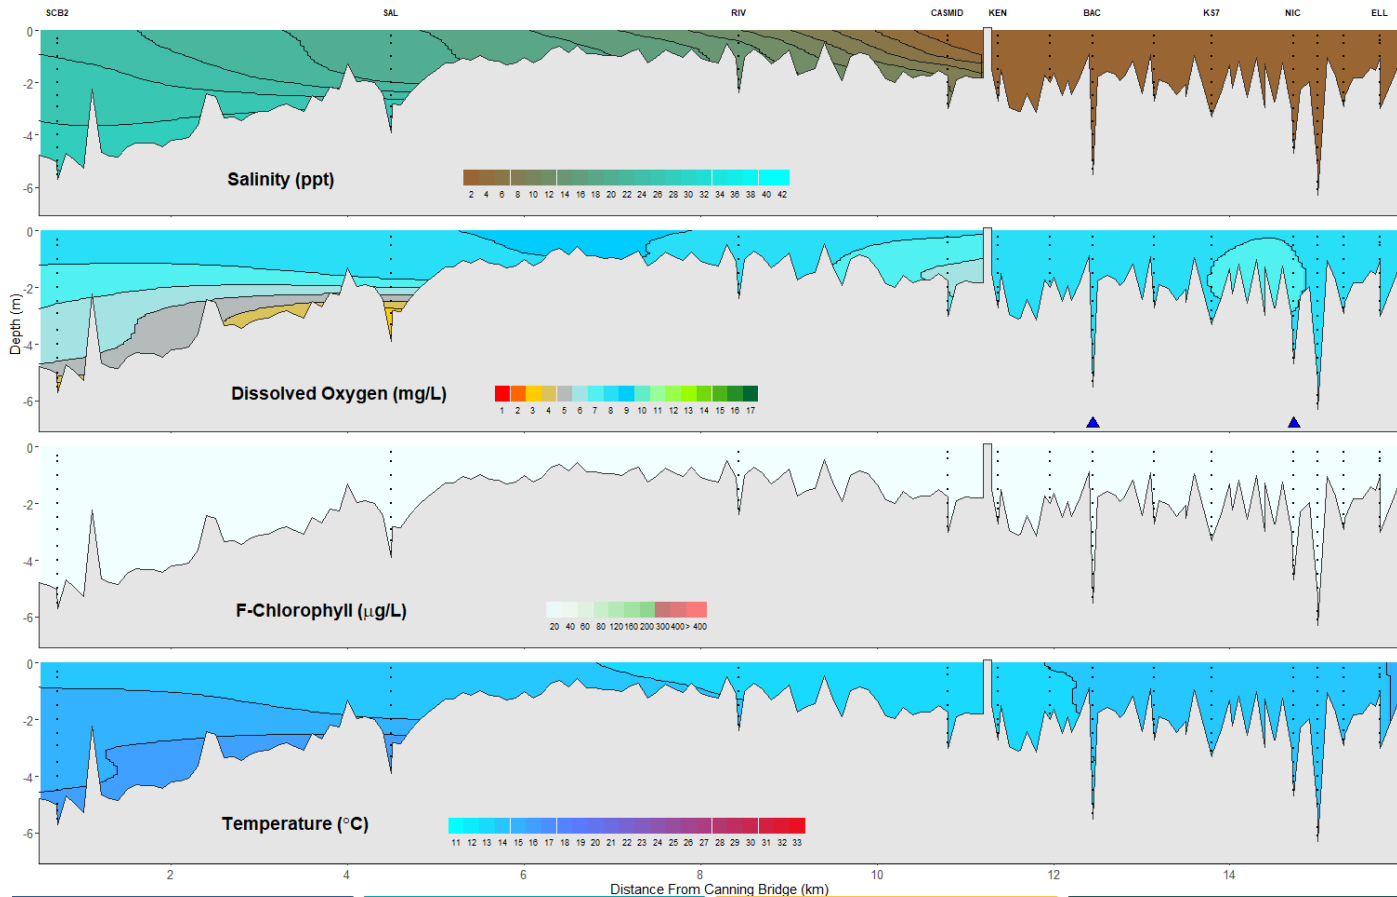 SCB2 SAL RIV CASMID KEN BAC KS7 NIC ELL
0
-2
-4
-6
Salinity (ppt)
2 4 6 8 10 12 14 16 18 20 22 24 26 28 30 32 34 36 38 40 42
0
-2
-4
-6
Depth (m)
Dissolved Oxygen (mg/L)
1 2 3 4 5 6 7 8 9 10 11 12 13 14 15 16 17
0
-2
-4
-6
F-Chlorophyll (μg/L)
20 40 60 80 120 160 200 300 400 > 400
0
-2
-4
-6
Temperature (°C)
11 12 13 14 15 16 17 18 19 20 21 22 23 24 25 26 27 28 29 30 31 32 33
2 4 6 8 10 12 14
Distance From Canning Bridge (km)